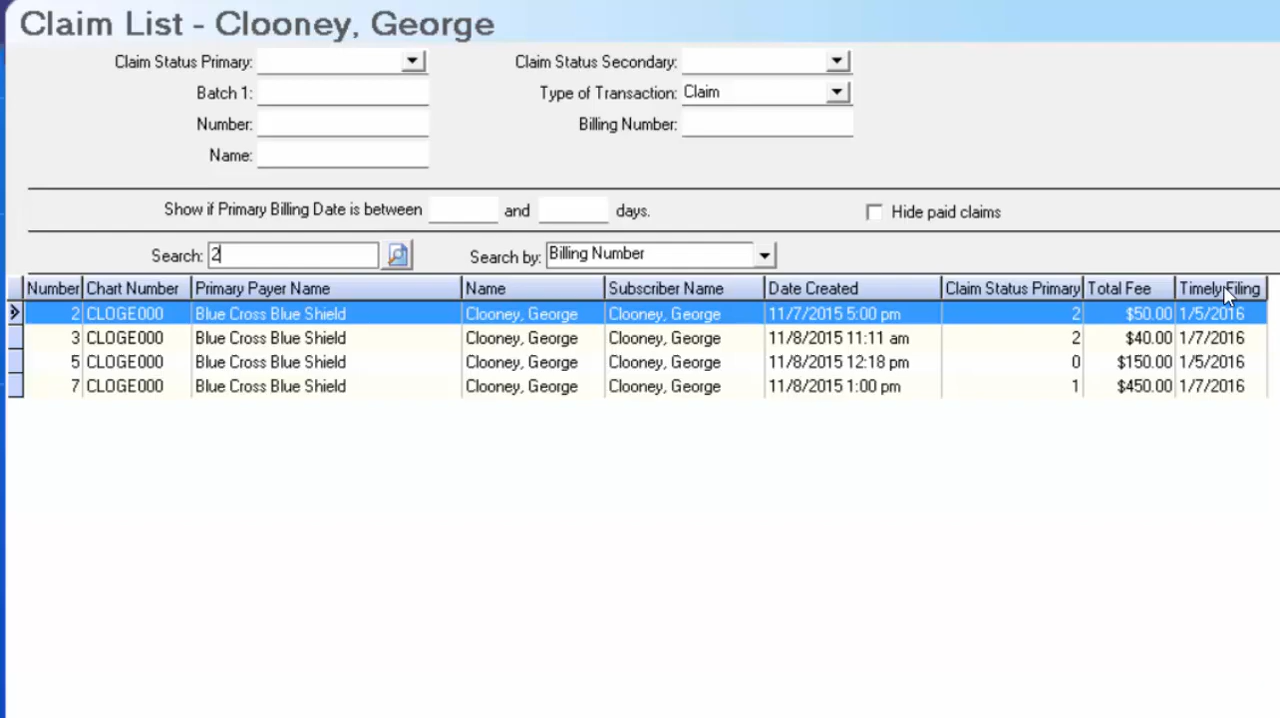 Claim List - Clooney, George
Claim Status Primary: Claim Status Secondary:
Batch 1: Type of Transaction: Claim
Number: Billing Number:
Name:
Show if Primary Billing Date is between and days. Hide paid claims
Search: 2 Search by: Billing Number
Number Chart Number Primary Payer Name Name Subscriber Name Date Created Claim Status Primary Total Fee Timely Filing
2 CLOGE000 Blue Cross Blue Shield Clooney, George Clooney, George 11/7/2015 5:00 pm 2 $50.00 1/5/2016
3 CLOGE000 Blue Cross Blue Shield Clooney, George Clooney, George 11/8/2015 11:11 am 2 $40.00 1/7/2016
5 CLOGE000 Blue Cross Blue Shield Clooney, George Clooney, George 11/8/2015 12:18 pm 0 $150.00 1/5/2016
7 CLOGE000 Blue Cross Blue Shield Clooney, George Clooney, George 11/8/2015 1:00 pm 1 $450.00 1/7/2016